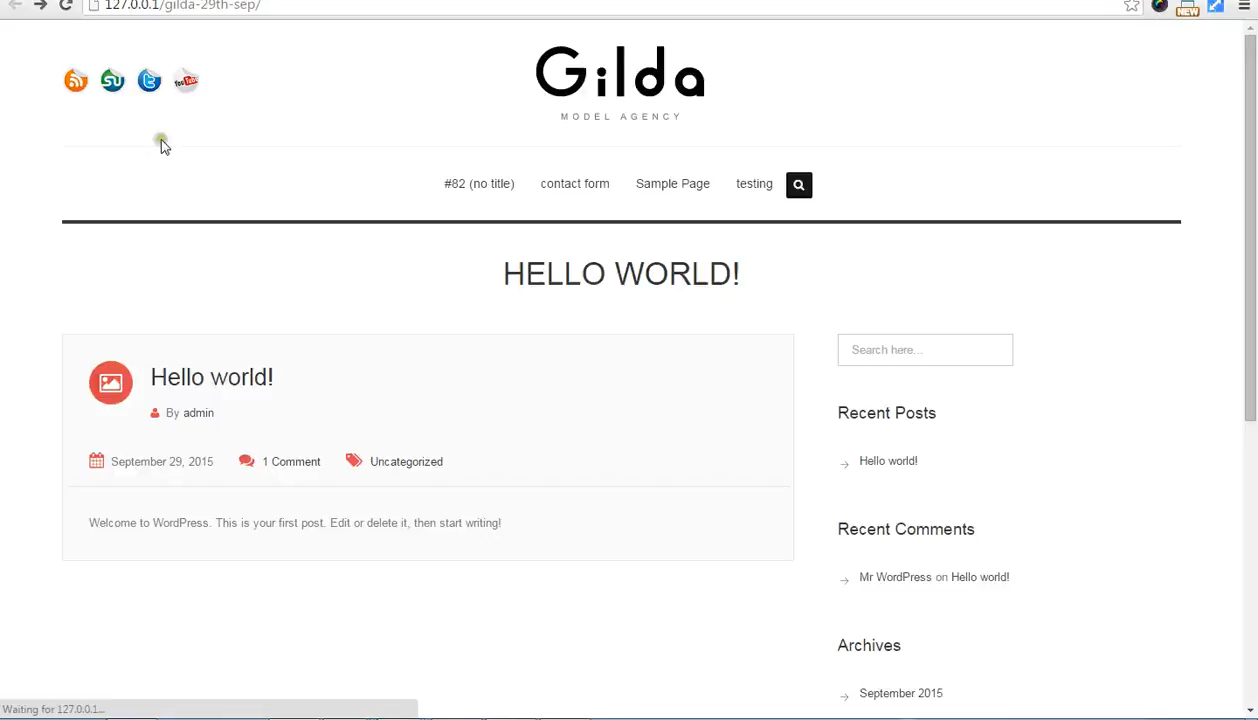 127.0.0.1/gilda-29th-sep/
NEW
You Tube
Gilda
MODEL AGENCY
#82 (no title) contact form Sample Page testing
HELLO WORLD!
Hello world!
By admin
September 29, 2015 1 Comment Uncategorized
Welcome to WordPress. This is your first post. Edit or delete it, then start writing!
Search here...
Recent Posts
Hello world!
Recent Comments
Mr WordPress on Hello world!
Archives
September 2015
Waiting for 127.0.0.1...